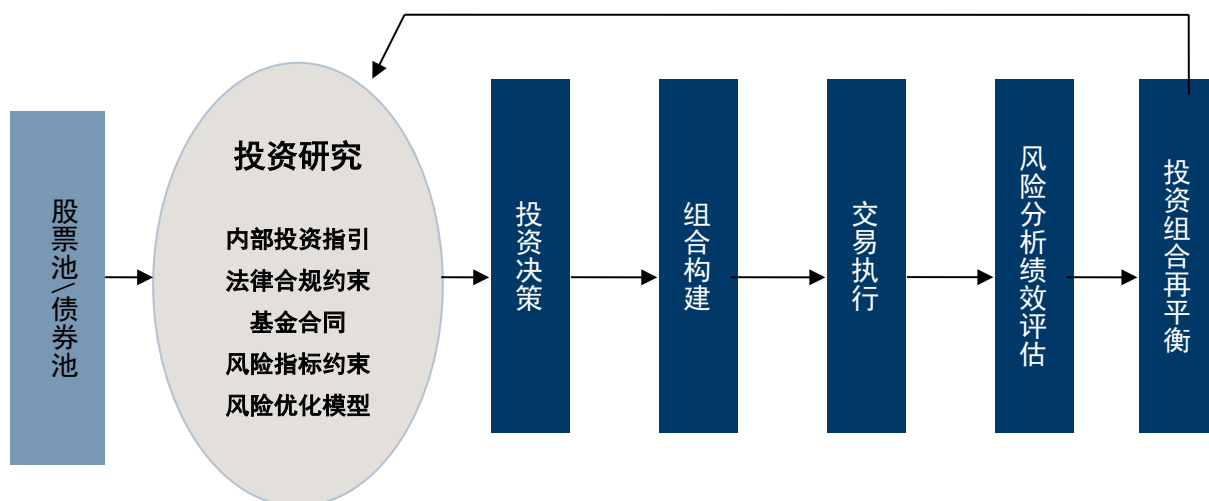 股票池\债券池
投资研究
内部投资指引
法律合规约束
基金合同
风险指标约束
风险优化模型
投资决策
组合构建
交易执行
风险分析绩效评估
投资组合再平衡